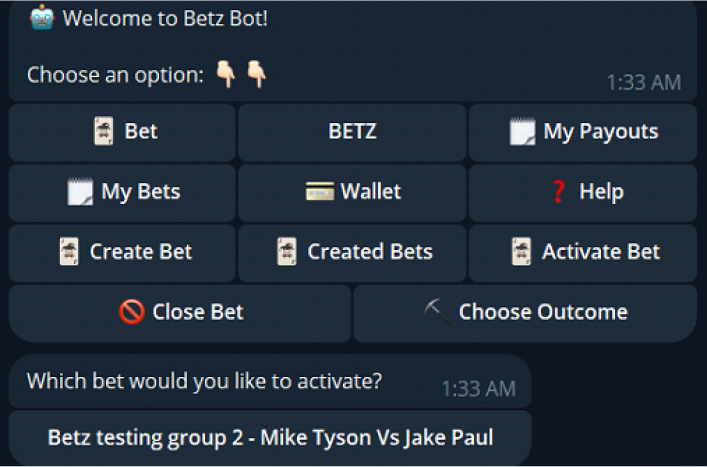 Welcome to Betz Bot!
Choose an option:
1:33 AM
Bet
BETZ
My Payouts
My Bets
Wallet
Help
Create Bet
Created Bets
Activate Bet
Close Bet
Choose Outcome
Which bet would you like to activate?
1:33 AM
Betz testing group 2 - Mike Tyson Vs Jake Paul